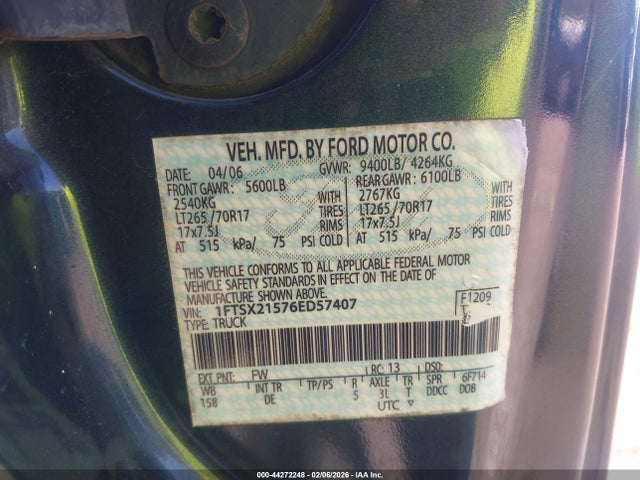 VEH. MFD. BY FORD MOTOR CO.
DATE: 04/06 GVWR: 9400LB/ 4264KG
FRONT GAWR: 5600LB REAR GAWR: 6100LB
2540KG WITH 2767KG WITH
LT265/70R17 TIRES LT265/70R17 TIRES
17x7.5J RIMS 17x7.5J RIMS
AT 515 kPa/ 75 PSI COLD AT 515 kPa/ 75 PSI COLD
THIS VEHICLE CONFORMS TO ALL APPLICABLE FEDERAL MOTOR
VEHICLE SAFETY STANDARDS IN EFFECT ON THE DATE OF
MANUFACTURE SHOWN ABOVE.
VIN: 1FTSX21576ED57407 F1209
TYPE: TRUCK
EXT PNT: FW RC: 13 DSO:
WB INT TR TP/PS R AXLE TR SPR 6F714
158 DE 5 3L T DDCC DOB
UTC
000-44272248 - 02/06/2026 - IAA, Inc.